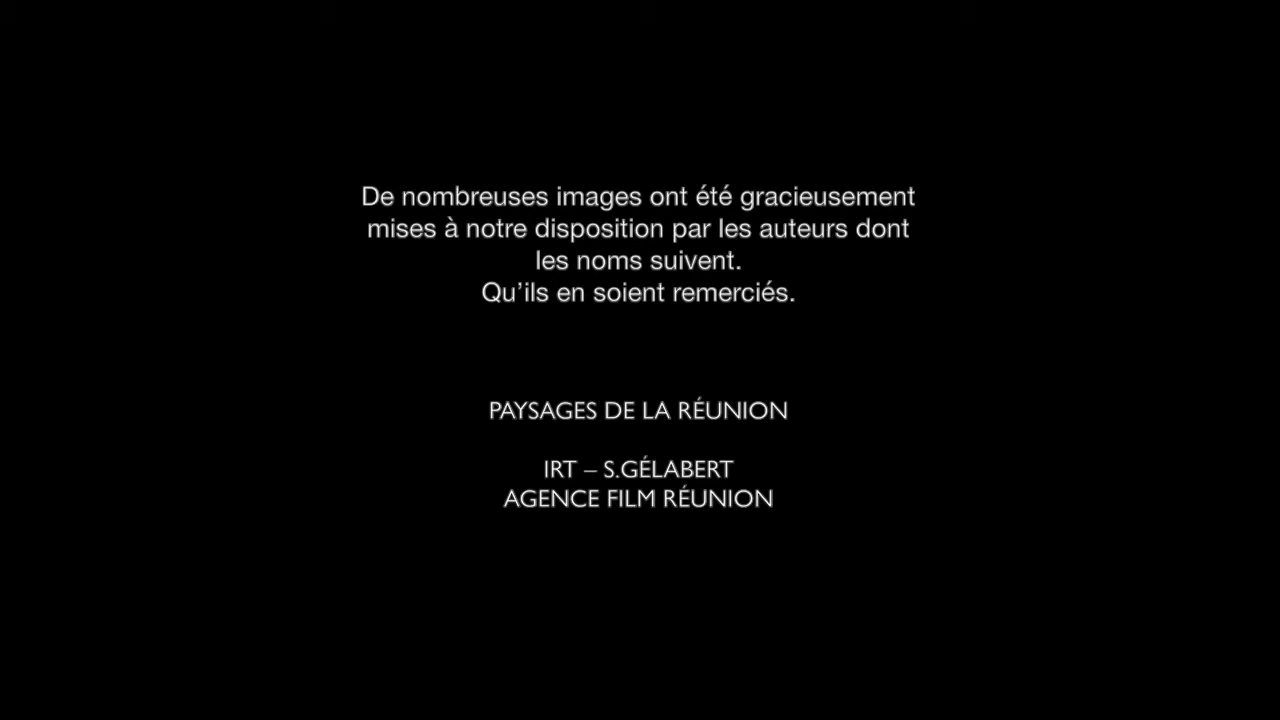 De nombreuses images ont été gracieusement
mises à notre disposition par les auteurs dont
les noms suivent.
Qu’ils en soient remerciés.
PAYSAGES DE LA RÉUNION
IRT – S.GÉLABERT
AGENCE FILM RÉUNION